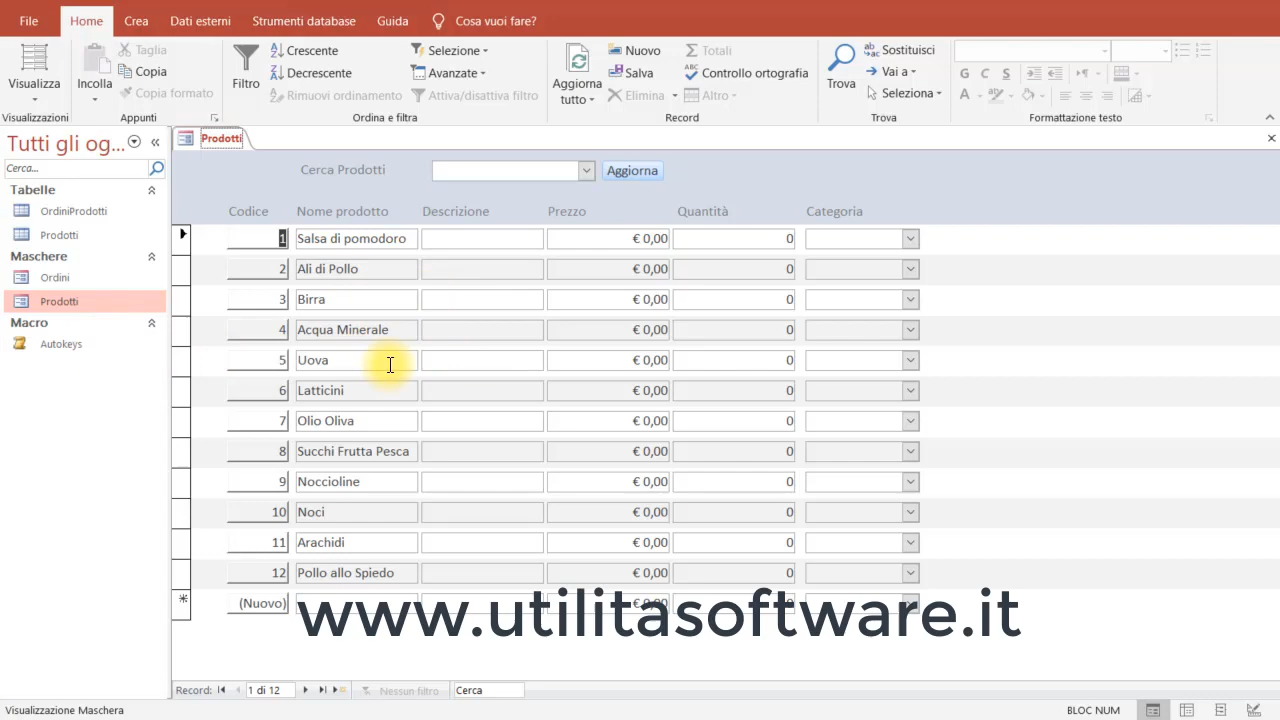 File Home Crea Dati esterni Strumenti database Guida Cosa vuoi fare?
Visualizza
Visualizzazioni
Incolla
Taglia
Copia
Copia formato
Appunti
Filtro
Crescente
Decrescente
Rimuovi ordinamento
Selezione
Avanzate
Attiva/disattiva filtro
Ordina e filtra
Aggiorna
tutto
Nuovo
Salva
Elimina
Totali
Controllo ortografia
Altro
Record
Trova
Sostituisci
Vai a
Seleziona
Trova
G C S
A
Formattazione testo
Tutti gli og...
Cerca...
Tabelle
OrdiniProdotti
Prodotti
Maschere
Ordini
Prodotti
Macro
Autokeys
Prodotti
Cerca Prodotti Aggiorna
Codice Nome prodotto Descrizione Prezzo Quantità Categoria
1 Salsa di pomodoro € 0,00 0
2 Ali di Pollo € 0,00 0
3 Birra € 0,00 0
4 Acqua Minerale € 0,00 0
5 Uova € 0,00 0
6 Latticini € 0,00 0
7 Olio Oliva € 0,00 0
8 Succhi Frutta Pesca € 0,00 0
9 Noccioline € 0,00 0
10 Noci € 0,00 0
11 Arachidi € 0,00 0
12 Pollo allo Spiedo € 0,00 0
(Nuovo) € 0,00 0
www.utilitasoftware.it
Record: 1 di 12 Nessun filtro Cerca
Visualizzazione Maschera BLOC NUM